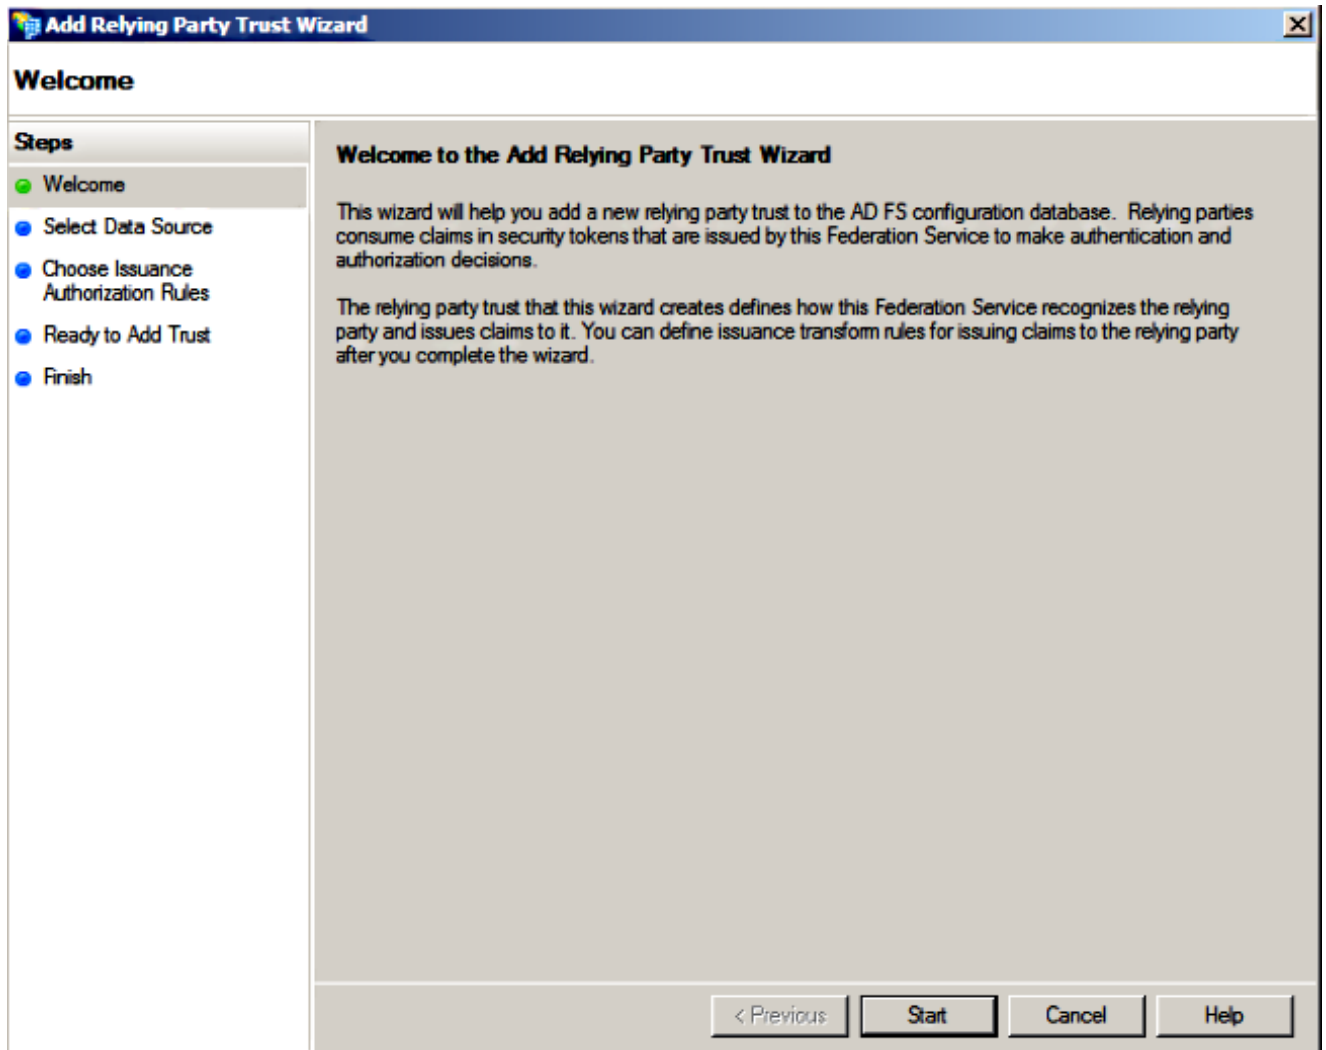 Add Relying Party Trust Wizard
Welcome
Steps
Welcome
Select Data Source
Choose Issuance
Authorization Rules
Ready to Add Trust
Finish
Welcome to the Add Relying Party Trust Wizard
This wizard will help you add a new relying party trust to the AD FS configuration database.  Relying parties
consume claims in security tokens that are issued by this Federation Service to make authentication and
authorization decisions.
The relying party trust that this wizard creates defines how this Federation Service recognizes the relying
party and issues claims to it. You can define issuance transform rules for issuing claims to the relying party
after you complete the wizard.
< Previous
Start
Cancel
Help